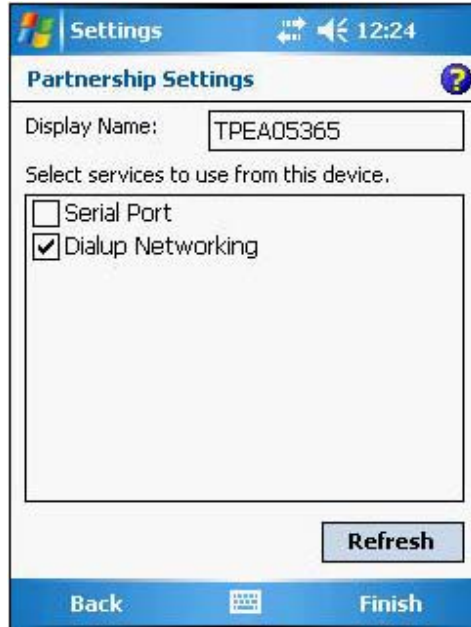 Settings 12:24
Partnership Settings ?
Display Name: TPEA05365
Select services to use from this device.
Serial Port
Dialup Networking
Refresh
Back Finish